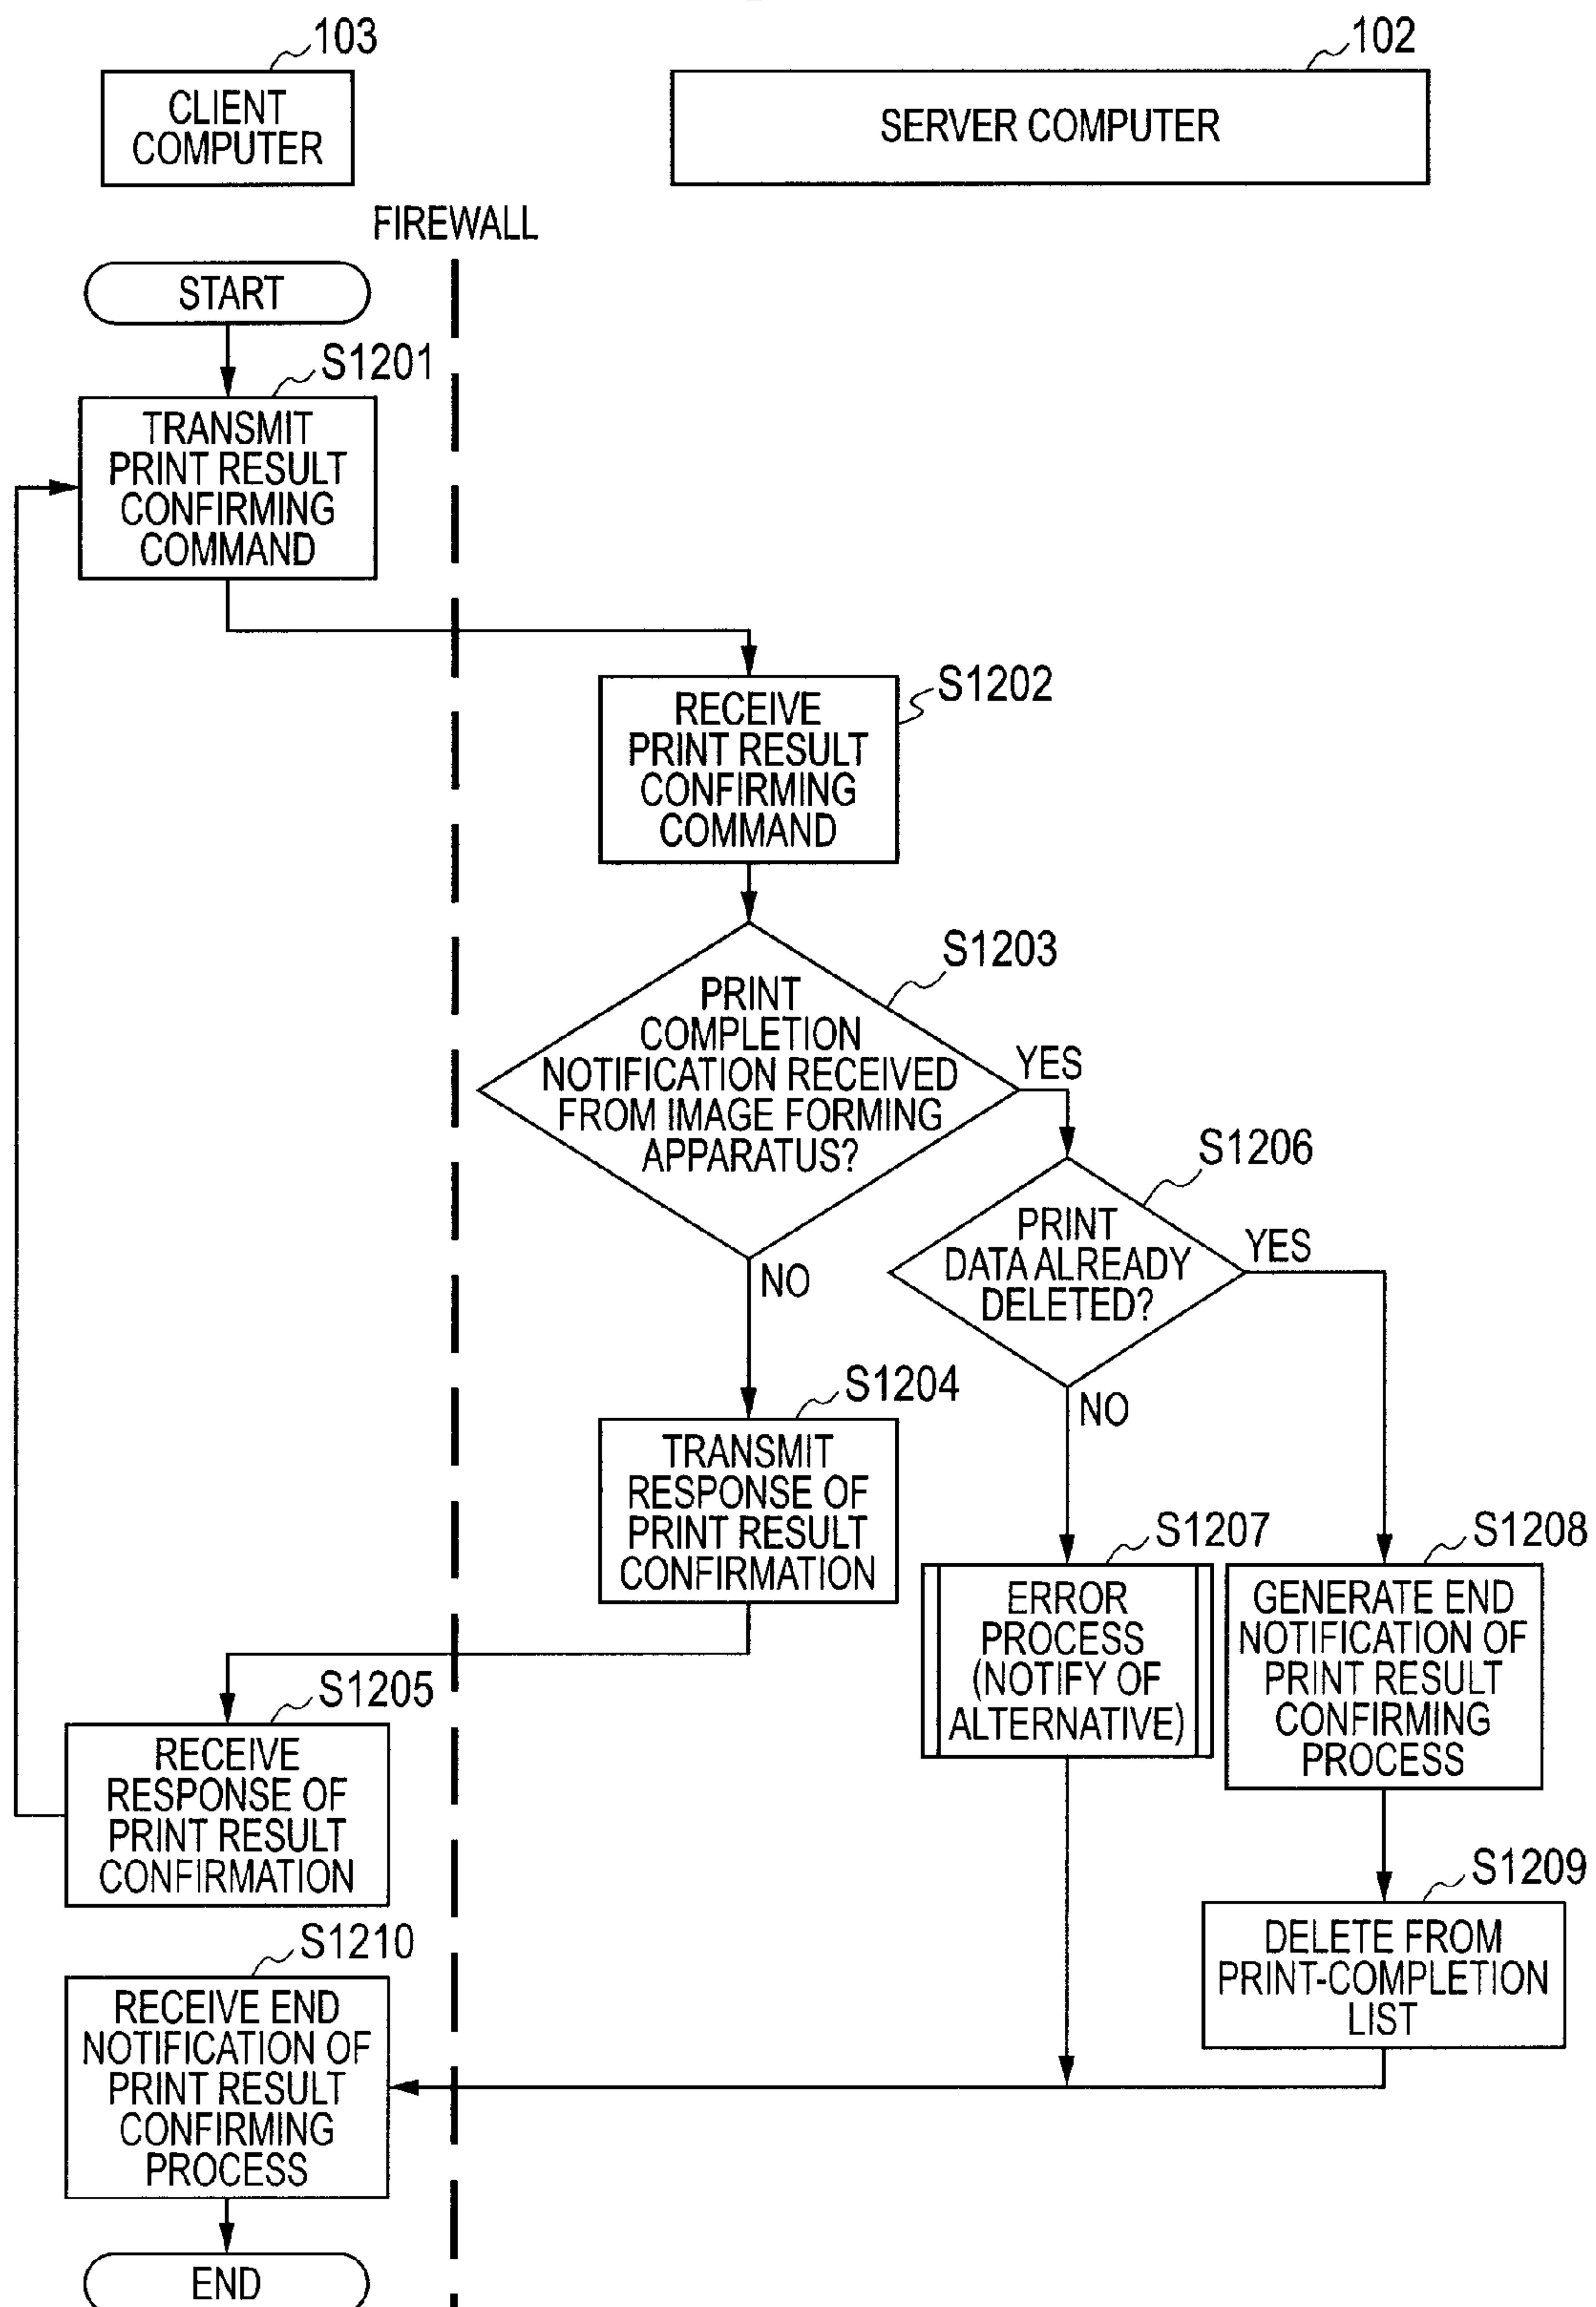 103
CLIENT
COMPUTER
102
SERVER COMPUTER
FIREWALL
START
S1201
TRANSMIT
PRINT RESULT
CONFIRMING
COMMAND
S1202
RECEIVE
PRINT RESULT
CONFIRMING
COMMAND
S1203
PRINT
COMPLETION
NOTIFICATION RECEIVED
FROM IMAGE FORMING
APPARATUS?
YES
NO
S1206
PRINT
DATA ALREADY
DELETED?
YES
NO
S1204
TRANSMIT
RESPONSE OF
PRINT RESULT
CONFIRMATION
S1207
ERROR
PROCESS
(NOTIFY OF
ALTERNATIVE)
S1208
GENERATE END
NOTIFICATION OF
PRINT RESULT
CONFIRMING
PROCESS
S1205
RECEIVE
RESPONSE OF
PRINT RESULT
CONFIRMATION
S1209
DELETE FROM
PRINT-COMPLETION
LIST
S1210
RECEIVE END
NOTIFICATION OF
PRINT RESULT
CONFIRMING
PROCESS
END